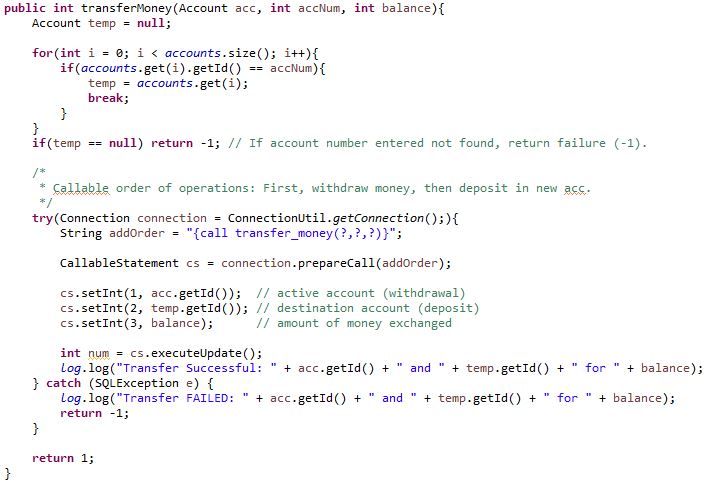 public int transferMoney(Account acc, int accNum, int balance){
    Account temp = null;

    for(int i = 0; i < accounts.size(); i++){
        if(accounts.get(i).getId() == accNum){
            temp = accounts.get(i);
            break;
        }
    }
    if(temp == null) return -1; // If account number entered not found, return failure (-1).

    /*
     * Callable order of operations: First, withdraw money, then deposit in new acc.
     */
    try(Connection connection = ConnectionUtil.getConnection();){
        String addOrder = "{call transfer_money(?,?,?)}";

        CallableStatement cs = connection.prepareCall(addOrder);

        cs.setInt(1, acc.getId());  // active account (withdrawal)
        cs.setInt(2, temp.getId()); // destination account (deposit)
        cs.setInt(3, balance);      // amount of money exchanged

        int num = cs.executeUpdate();
        log.log("Transfer Successful: " + acc.getId() + " and " + temp.getId() + " for " + balance);
    } catch (SQLException e) {
        log.log("Transfer FAILED: " + acc.getId() + " and " + temp.getId() + " for " + balance);
        return -1;
    }

    return 1;
}